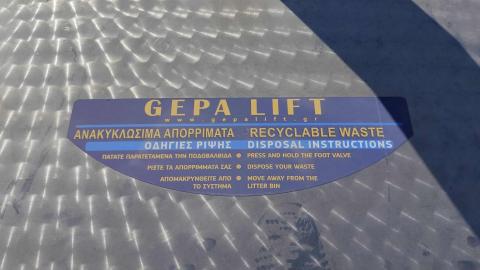 GEPA LIFT
www.gepalift.gr
ΑΝΑΚΥΚΛΩΣΙΜΑ ΑΠΟΡΡΙΜΑΤΑ RECYCLABLE WASTE
ΟΔΗΓΙΕΣ ΡΙΨΗΣ DISPOSAL INSTRUCTIONS
ΠΑΤΑΤΕ ΠΑΡΑΤΕΤΑΜΕΝΑ ΤΗΝ ΠΟΔΟΒΑΛΒΙΔΑ • PRESS AND HOLD THE FOOT VALVE
ΡΙΞΤΕ ΤΑ ΑΠΟΡΡΙΜΜΑΤΑ ΣΑΣ • DISPOSE YOUR WASTE
ΑΠΟΜΑΚΡΥΝΘΕΙΤΕ ΑΠΟ • MOVE AWAY FROM THE
ΤΟ ΣΥΣΤΗΜΑ LITTER BIN